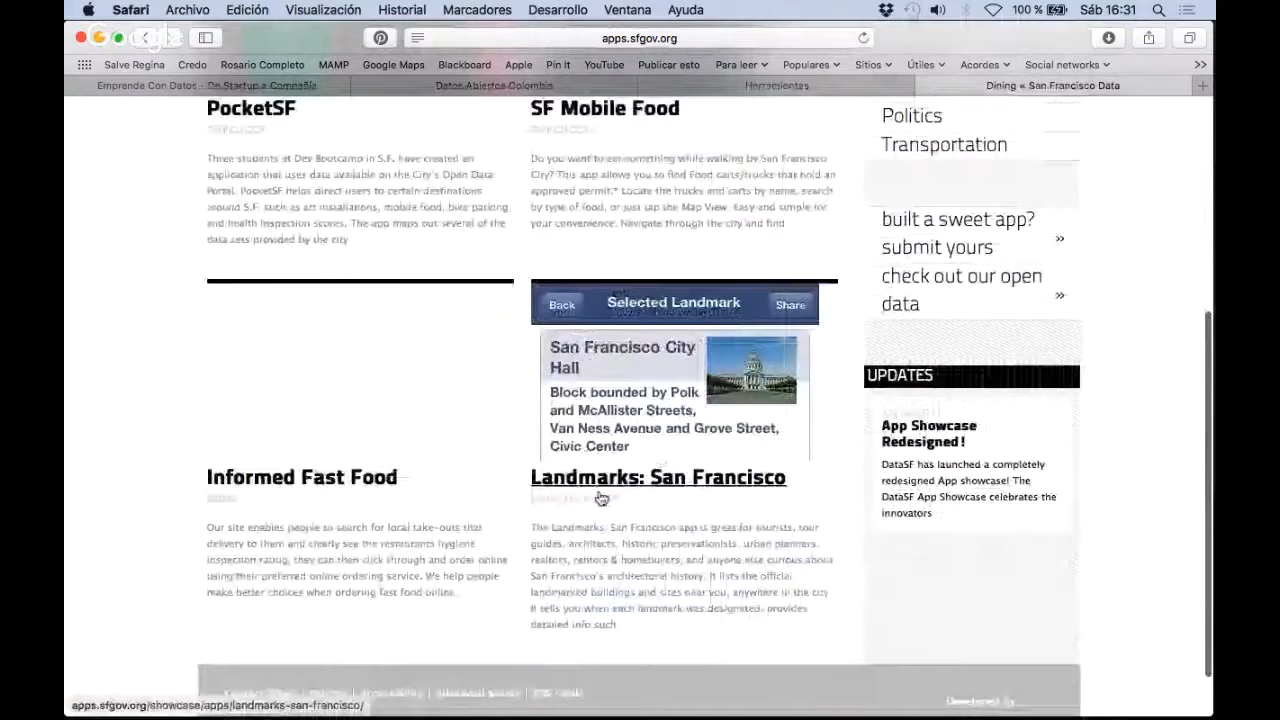 Safari Archivo Edición Visualización Historial Marcadores Desarrollo Ventana Ayuda 100 % Sáb 16:31
apps.sfgov.org
Salve Regina Credo Rosario Completo MAMP Google Maps Blackboard Apple Pin It YouTube Publicar esto Para leer Populares Sitios Útiles Acordes Social networks >>
Emprende Con Datos - De Startup a Compañía Datos Abiertos Colombia Herramientas Dining « San Francisco Data +
PocketSF
Three students at Dev Bootcamp in S.F. have created an
application that uses data available on the City's Open Data
Portal. PocketSF helps direct users to certain destinations
around S.F. such as art installations, mobile food, bike parking,
and Health Inspection scores. The app maps out several of the
data sets provided by the city
SF Mobile Food
Do you want to eat something while walking by San Francisco
City? This app allows you to find food carts/trucks that hold an
approved permit.* Locate the trucks and carts by name, search
by type of food, or just tap the Map View. Easy and simple for
your convenience. Navigate through the city and find
Informed Fast Food
Our site enables people to search for local take-outs that
delivery to them and clearly see the restaurants hygiene
inspection rating, they can then click through and order online
using their preferred online ordering service. We help people
make better choices when ordering fast food online.
Back Selected Landmark Share
San Francisco City
Hall
Block bounded by Polk
and McAllister Streets,
Van Ness Avenue and Grove Street,
Civic Center
Landmarks: San Francisco
The Landmarks: San Francisco app is great for tourists, tour
guides, architects, historic preservationists, urban planners,
realtors, renters & homebuyers, and anyone else curious about
San Francisco's architectural history. It lists the official
landmarked buildings and sites near you, anywhere in the city
It tells you when each landmark was designated, provides
detailed info such
Politics
Transportation
built a sweet app?
submit yours »
check out our open
data »
UPDATES
App Showcase
Redesigned!
DataSF has launched a completely
redesigned App showcase! The
DataSF App Showcase celebrates the
innovators
Developed by
apps.sfgov.org/showcase/apps/landmarks-san-francisco/